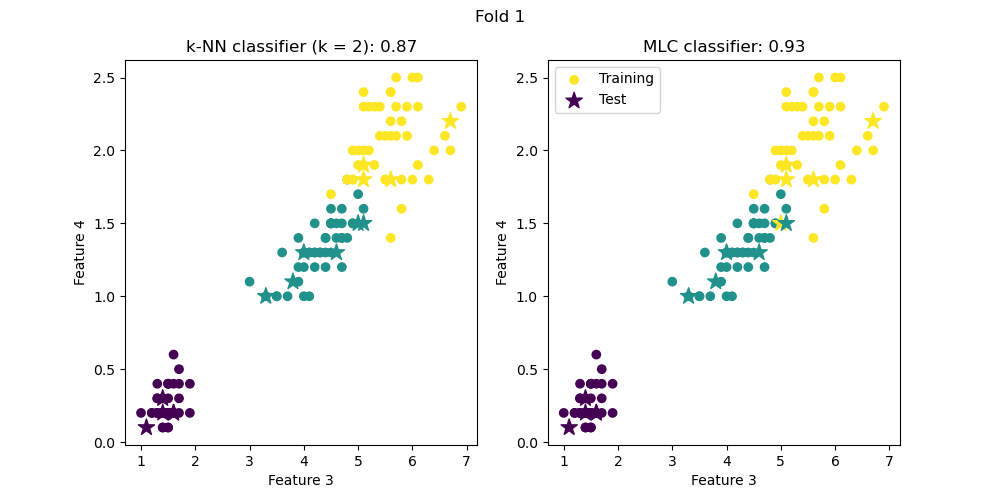 Fold 1
k-NN classifier (k = 2): 0.87
2.5
2.0
1.5
1.0
0.5
0.0
Feature 4
1 2 3 4 5 6 7
Feature 3
MLC classifier: 0.93
Training
Test
2.5
2.0
1.5
1.0
0.5
0.0
Feature 4
1 2 3 4 5 6 7
Feature 3